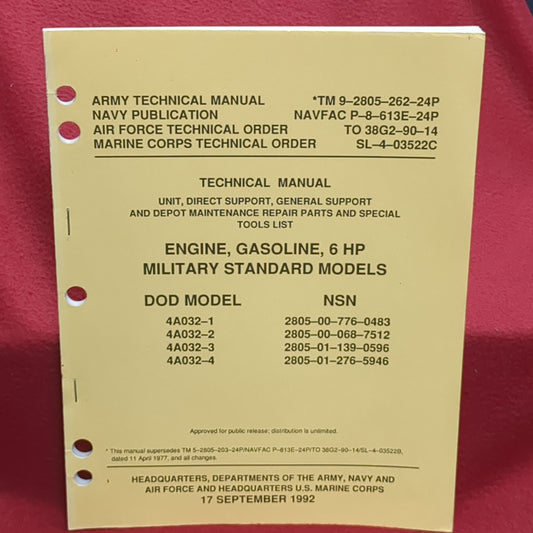 ARMY TECHNICAL MANUAL *TM 9-2805-262-24P
NAVY PUBLICATION NAVFAC P-8-613E-24P
AIR FORCE TECHNICAL ORDER TO 38G2-90-14
MARINE CORPS TECHNICAL ORDER SL-4-03522C
TECHNICAL MANUAL
UNIT, DIRECT SUPPORT, GENERAL SUPPORT
AND DEPOT MAINTENANCE REPAIR PARTS AND SPECIAL
TOOLS LIST
ENGINE, GASOLINE, 6 HP
MILITARY STANDARD MODELS
DOD MODEL NSN
4A032-1 2805-00-776-0483
4A032-2 2805-00-068-7512
4A032-3 2805-01-139-0596
4A032-4 2805-01-276-5946
Approved for public release; distribution is unlimited.
* This manual supersedes TM 5-2805-203-24P/NAVFAC P-813E-24P/TO 38G2-90-14/SL-4-03522B,
dated 11 April 1977, and all changes.
HEADQUARTERS, DEPARTMENTS OF THE ARMY, NAVY AND
AIR FORCE AND HEADQUARTERS U.S. MARINE CORPS
17 SEPTEMBER 1992